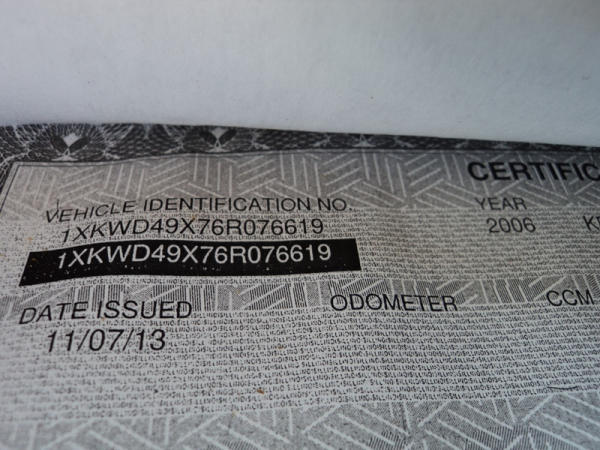 CERTIFIC
VEHICLE IDENTIFICATION NO. YEAR
1XKWD49X76R076619 2006
1XKWD49X76R076619
DATE ISSUED ODOMETER CCM
11/07/13